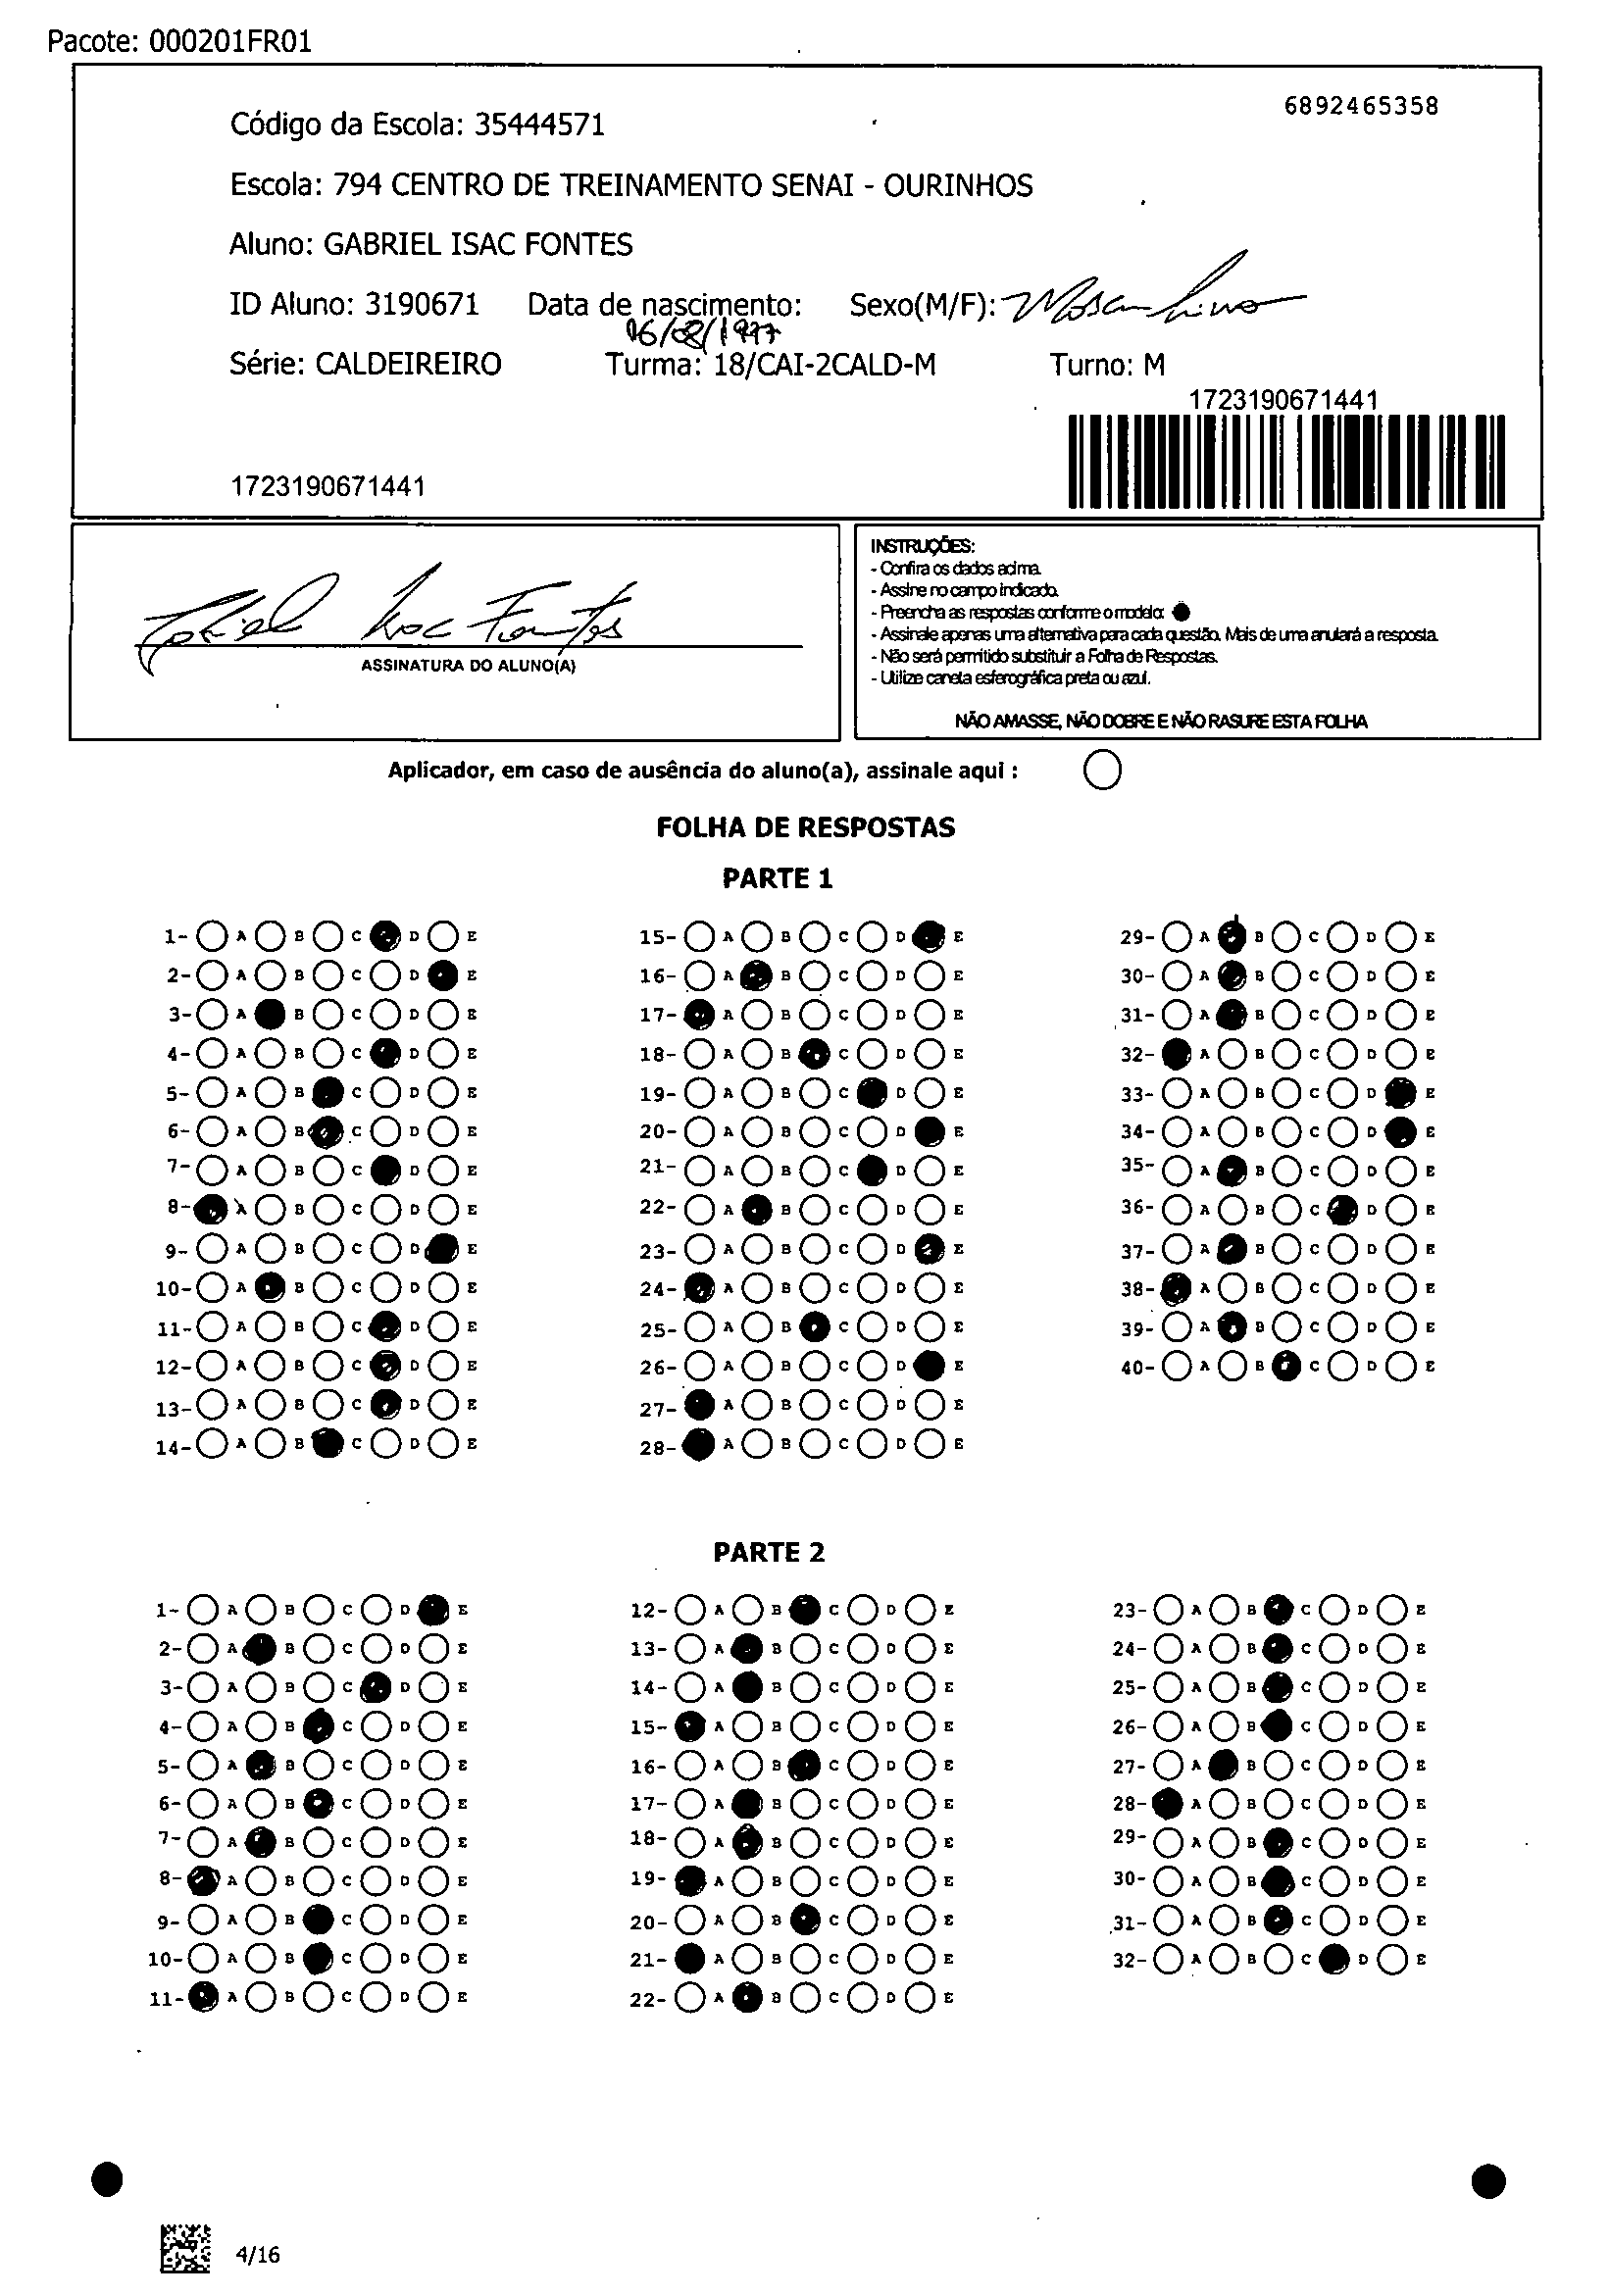 Pacote: 000201FR01
6892465358
Código da Escola: 35444571
Escola: 794 CENTRO DE TREINAMENTO SENAI - OURINHOS
Aluno: GABRIEL ISAC FONTES
ID Aluno: 3190671 Data de nascimento: Sexo(M/F): Masculino
06/08/1997
Série: CALDEIREIRO Turma: 18/CAI-2CALD-M Turno: M
1723190671441
1723190671441
Isac Fontes
ASSINATURA DO ALUNO(A)
INSTRUÇÕES:
- Confira os dados acima.
- Assine no campo indicado.
- Preencha as respostas conforme o modelo:
- Assinale apenas uma alternativa para cada questão. Mais de uma anulará a resposta.
- Não será permitido substituir a Folha de Respostas.
- Utilize caneta esferográfica preta ou azul.
NÃO AMASSE, NÃO DOBRE E NÃO RASURE ESTA FOLHA
Aplicador, em caso de ausência do aluno(a), assinale aqui :
FOLHA DE RESPOSTAS
PARTE 1
1- A B C D E 15- A B C D E 29- A B C D E
2- A B C D E 16- A B C D E 30- A B C D E
3- A B C D E 17- A B C D E 31- A B C D E
4- A B C D E 18- A B C D E 32- A B C D E
5- A B C D E 19- A B C D E 33- A B C D E
6- A B C D E 20- A B C D E 34- A B C D E
7- A B C D E 21- A B C D E 35- A B C D E
8- A B C D E 22- A B C D E 36- A B C D E
9- A B C D E 23- A B C D E 37- A B C D E
10- A B C D E 24- A B C D E 38- A B C D E
11- A B C D E 25- A B C D E 39- A B C D E
12- A B C D E 26- A B C D E 40- A B C D E
13- A B C D E 27- A B C D E
14- A B C D E 28- A B C D E
PARTE 2
1- A B C D E 12- A B C D E 23- A B C D E
2- A B C D E 13- A B C D E 24- A B C D E
3- A B C D E 14- A B C D E 25- A B C D E
4- A B C D E 15- A B C D E 26- A B C D E
5- A B C D E 16- A B C D E 27- A B C D E
6- A B C D E 17- A B C D E 28- A B C D E
7- A B C D E 18- A B C D E 29- A B C D E
8- A B C D E 19- A B C D E 30- A B C D E
9- A B C D E 20- A B C D E 31- A B C D E
10- A B C D E 21- A B C D E 32- A B C D E
11- A B C D E 22- A B C D E
4/16